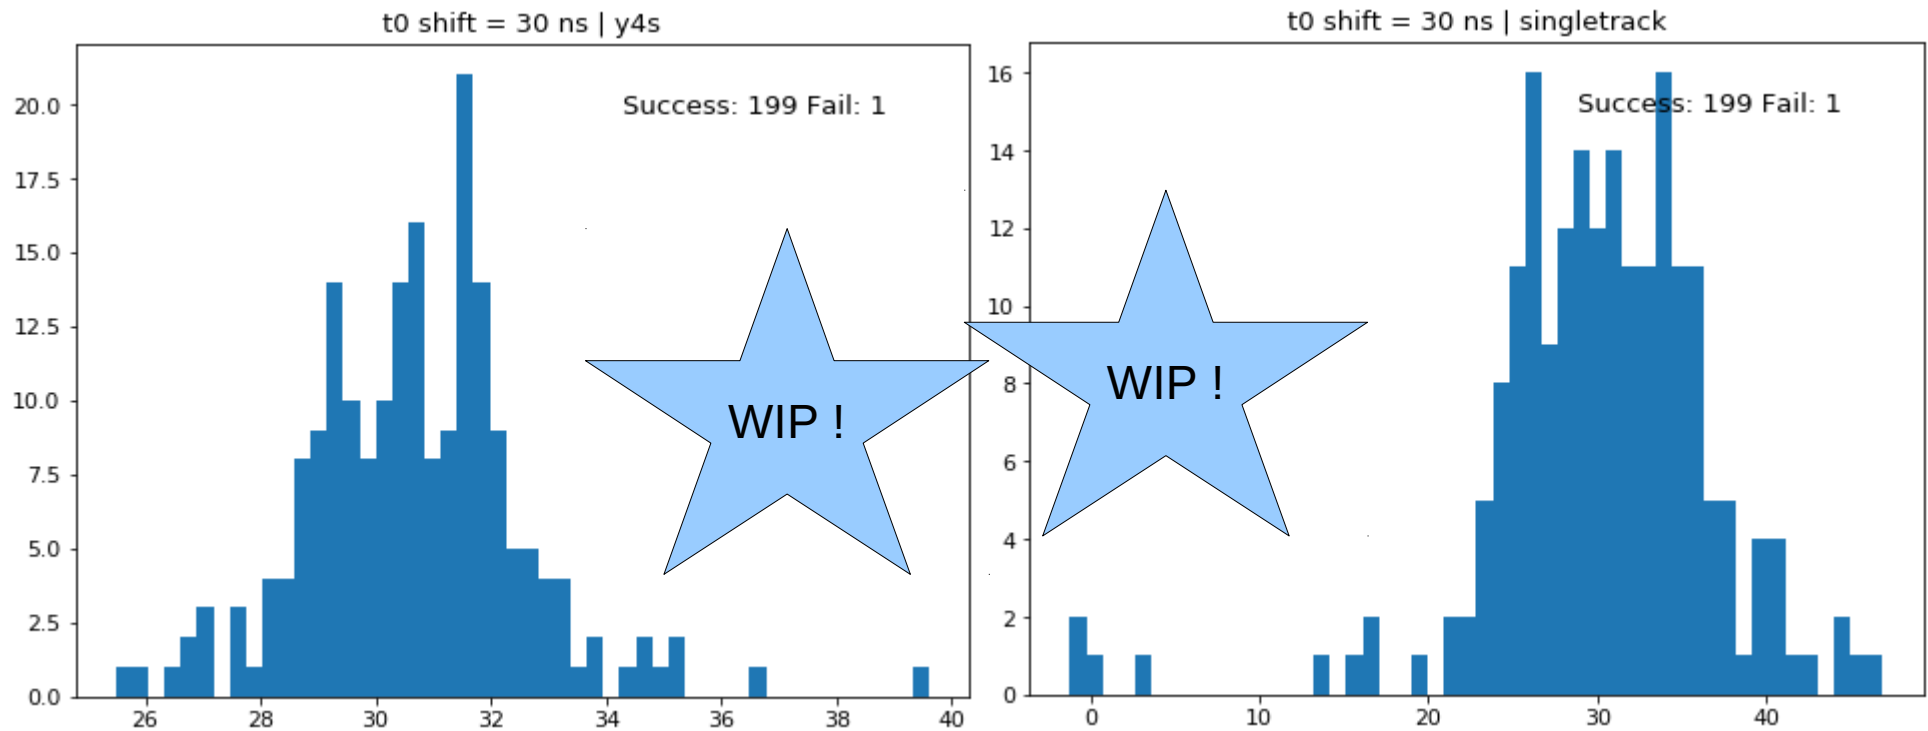 t0 shift = 30 ns | y4s
Success: 199 Fail: 1
20.0
17.5
15.0
12.5
10.0
7.5
5.0
2.5
0.0
26 28 30 32 34 36 38 40
WIP !
t0 shift = 30 ns | singletrack
Success: 199 Fail: 1
16
14
12
10
8
6
4
2
0
0 10 20 30 40
WIP !